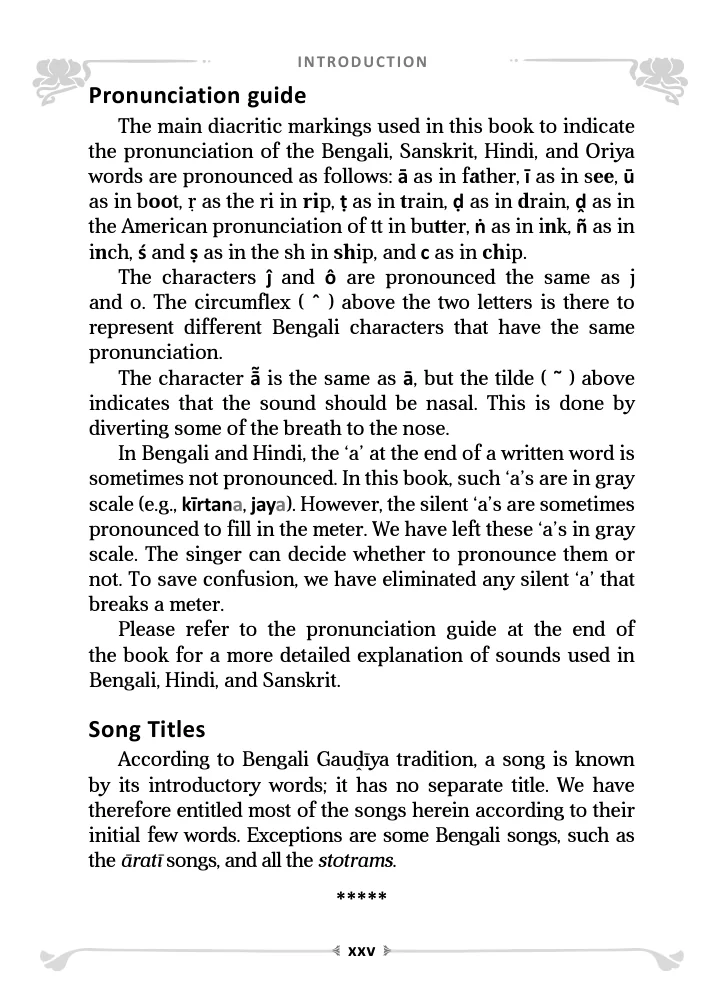 INTRODUCTION
Pronunciation guide
The main diacritic markings used in this book to indicate
the pronunciation of the Bengali, Sanskrit, Hindi, and Oriya
words are pronounced as follows: ā as in father, ī as in see, ū
as in boot, ṛ as the ri in rip, ṭ as in train, ḍ as in drain, ḓ as in
the American pronunciation of tt in butter, ṅ as in ink, ñ as in
inch, ś and ṣ as in the sh in ship, and c as in chip.
The characters ĵ and ô are pronounced the same as j
and o. The circumflex ( ˆ ) above the two letters is there to
represent different Bengali characters that have the same
pronunciation.
The character ā̃ is the same as ā, but the tilde ( ˜ ) above
indicates that the sound should be nasal. This is done by
diverting some of the breath to the nose.
In Bengali and Hindi, the ‘a’ at the end of a written word is
sometimes not pronounced. In this book, such ‘a’s are in gray
scale (e.g., kīrtana, jaya). However, the silent ‘a’s are sometimes
pronounced to fill in the meter. We have left these ‘a’s in gray
scale. The singer can decide whether to pronounce them or
not. To save confusion, we have eliminated any silent ‘a’ that
breaks a meter.
Please refer to the pronunciation guide at the end of
the book for a more detailed explanation of sounds used in
Bengali, Hindi, and Sanskrit.
Song Titles
According to Bengali Gauḓīya tradition, a song is known
by its introductory words; it has no separate title. We have
therefore entitled most of the songs herein according to their
initial few words. Exceptions are some Bengali songs, such as
the āratī songs, and all the stotrams.
*****
xxv